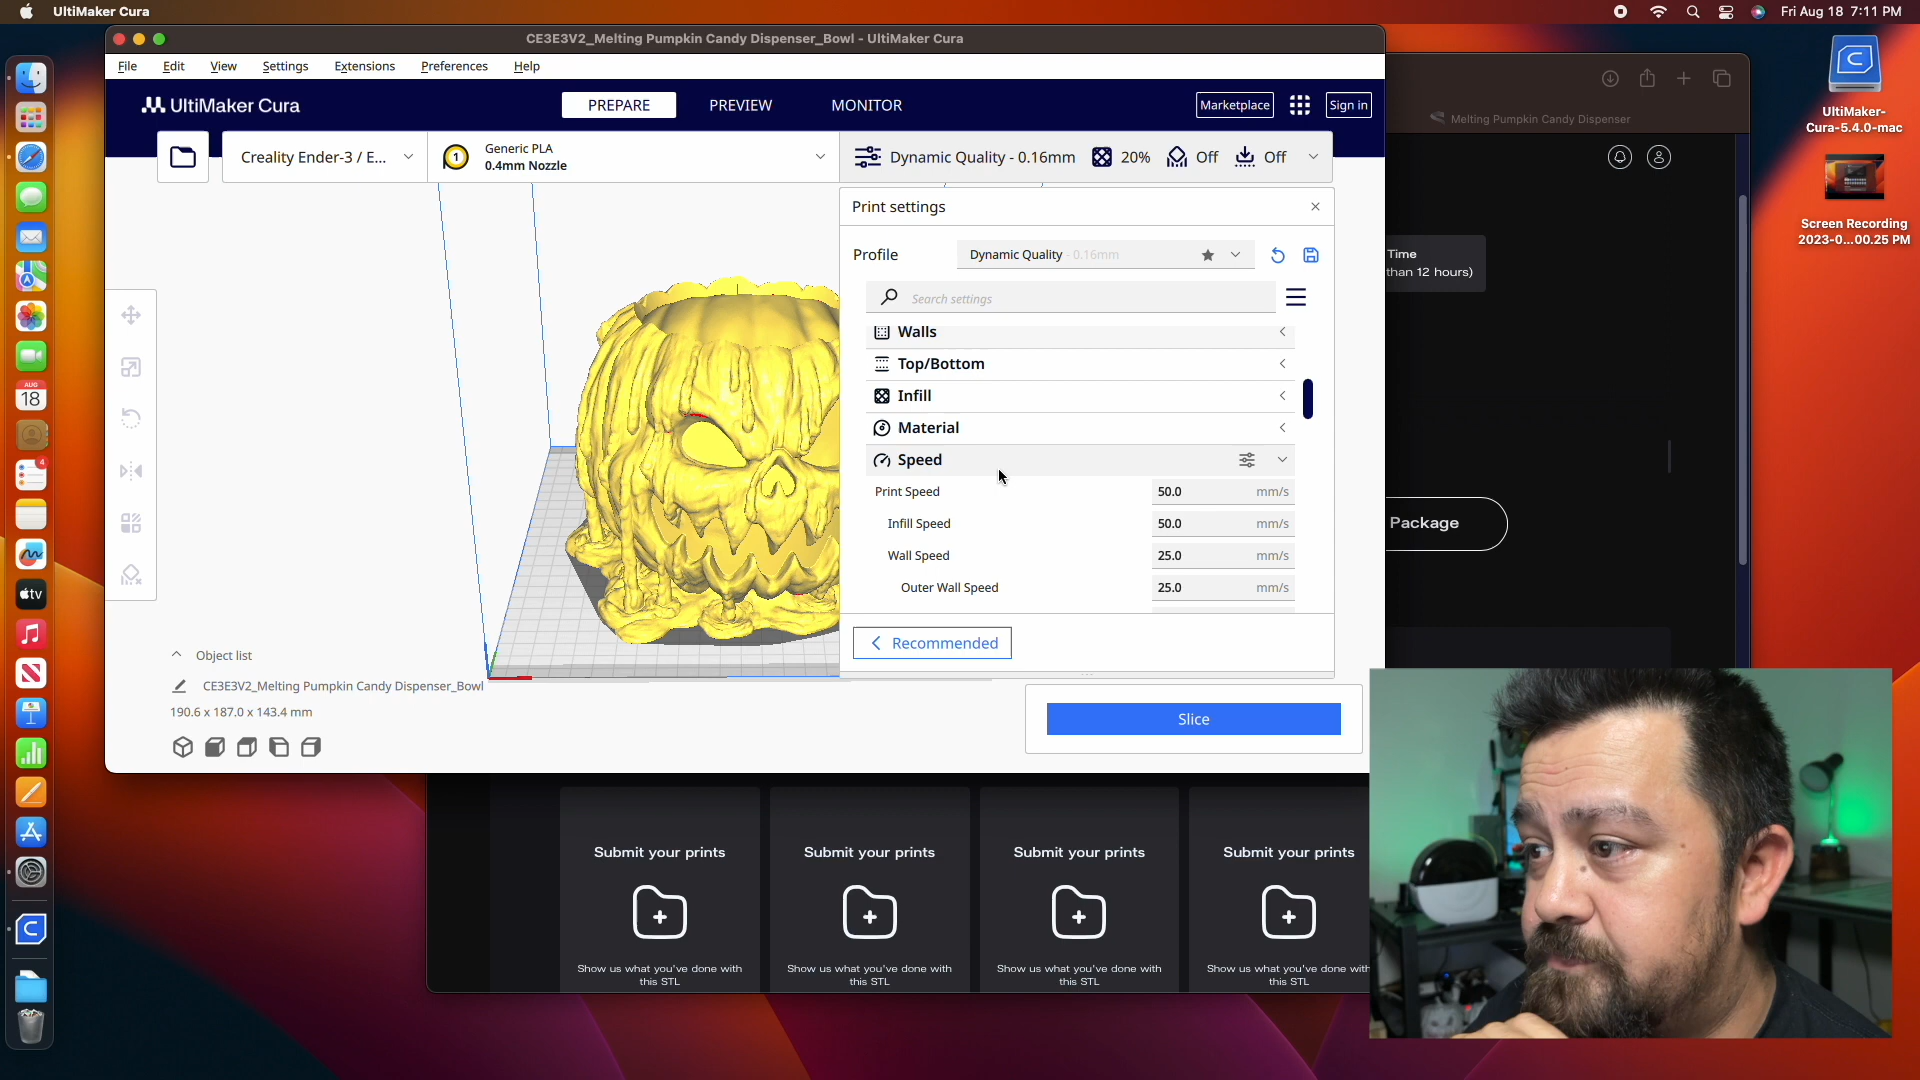 UltiMaker Cura
Fri Aug 18 7:11 PM
CE3E3V2_Melting Pumpkin Candy Dispenser_Bowl - UltiMaker Cura
File Edit View Settings Extensions Preferences Help
UltiMaker Cura
PREPARE PREVIEW MONITOR
Marketplace
Sign in
Creality Ender-3 / E...
1
Generic PLA
0.4mm Nozzle
Dynamic Quality - 0.16mm
20%
Off
Off
Print settings
Profile
Dynamic Quality - 0.16mm
Search settings
Walls
Top/Bottom
Infill
Material
Speed
Print Speed 50.0 mm/s
Infill Speed 50.0 mm/s
Wall Speed 25.0 mm/s
Outer Wall Speed 25.0 mm/s
Recommended
Slice
Object list
CE3E3V2_Melting Pumpkin Candy Dispenser_Bowl
190.6 x 187.0 x 143.4 mm
Melting Pumpkin Candy Dispenser
Time
than 12 hours)
Package
Submit your prints
Show us what you've done with
this STL
Submit your prints
Show us what you've done with
this STL
Submit your prints
Show us what you've done with
this STL
Submit your prints
Show us what you've done with
this STL
UltiMaker-
Cura-5.4.0-mac
Screen Recording
2023-0...00.25 PM
AUG
18
4
tv